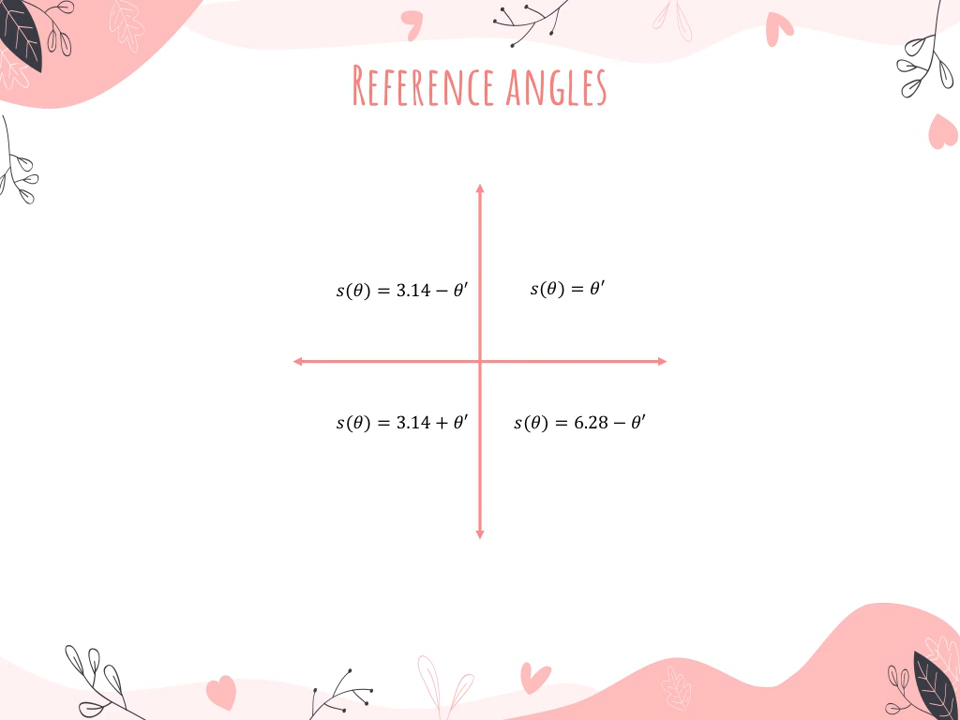 REFERENCE ANGLES
s(θ) = 3.14 − θ′
s(θ) = θ′
s(θ) = 3.14 + θ′
s(θ) = 6.28 − θ′